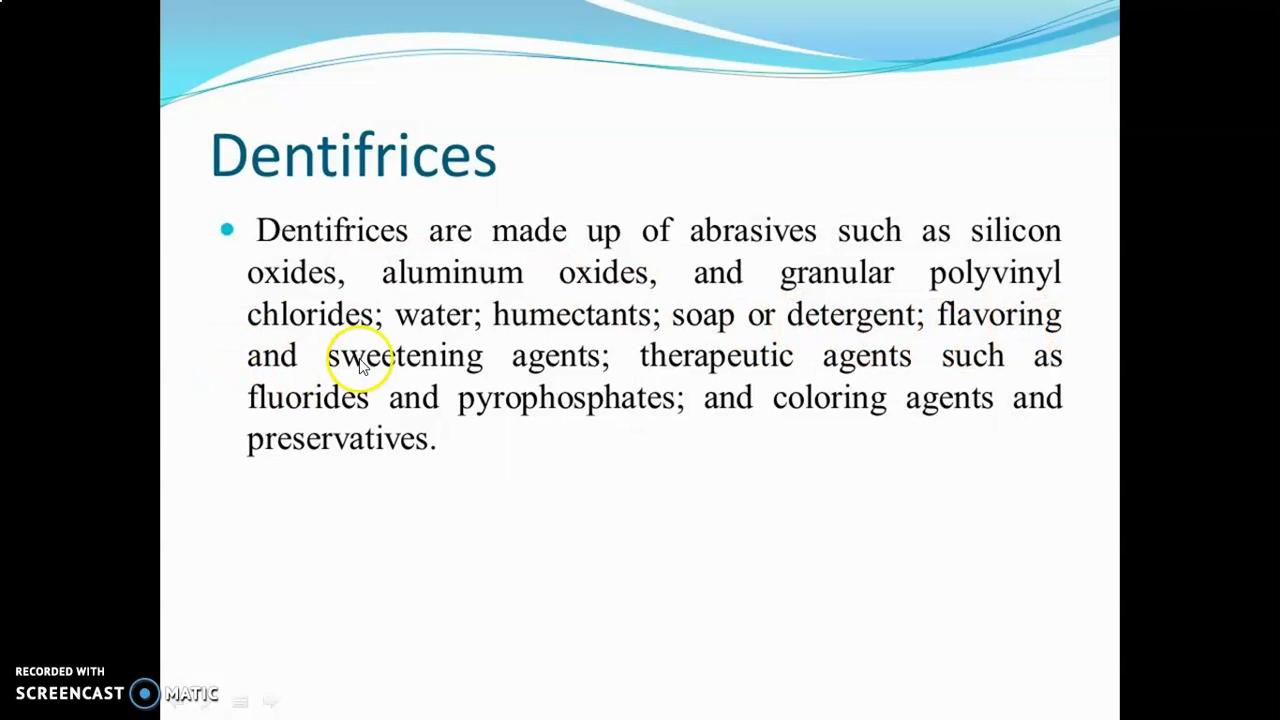 Dentifrices
Dentifrices are made up of abrasives such as silicon
oxides, aluminum oxides, and granular polyvinyl
chlorides; water; humectants; soap or detergent; flavoring
and sweetening agents; therapeutic agents such as
fluorides and pyrophosphates; and coloring agents and
preservatives.
RECORDED WITH
SCREENCAST MATIC